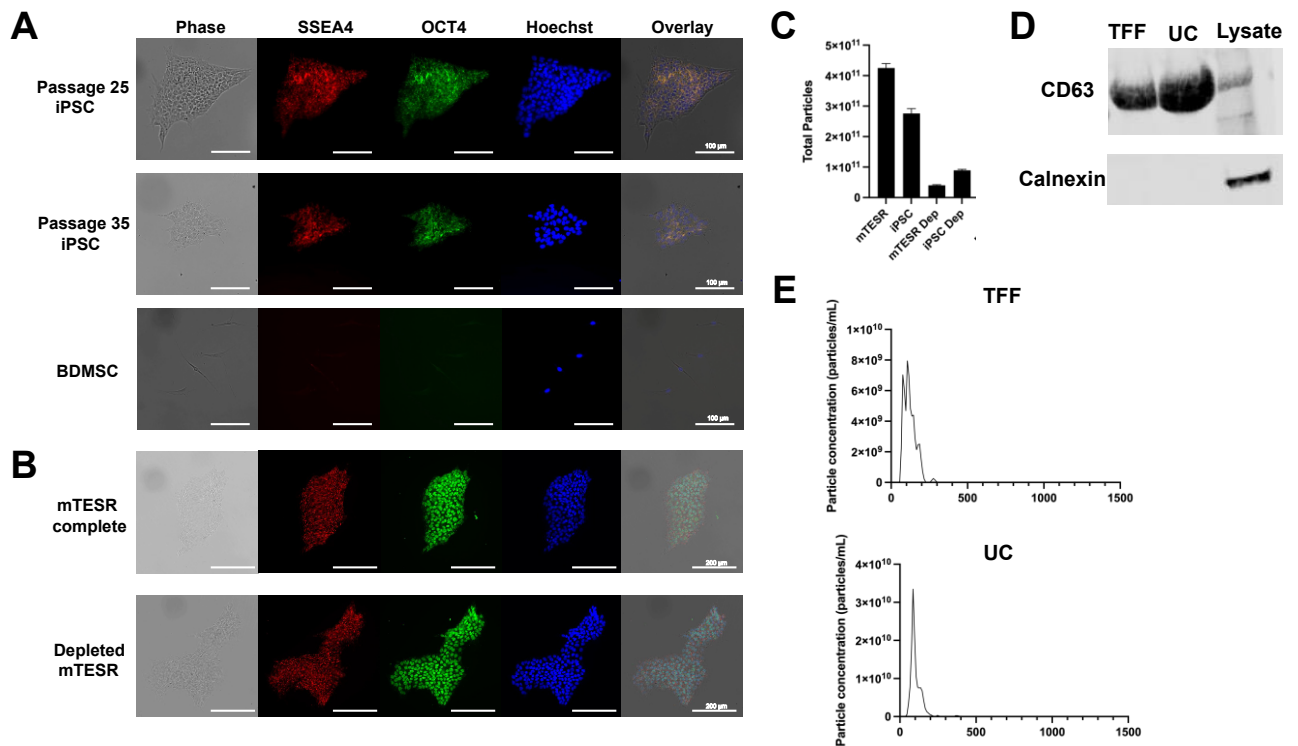 A
Phase SSEA4 OCT4 Hoechst Overlay
Passage 25
iPSC
100 µm
Passage 35
iPSC
100 µm
BDMSC
100 µm
B
mTESR
complete
200 µm
Depleted
mTESR
200 µm
C
Total Particles
5×10¹¹
4×10¹¹
3×10¹¹
2×10¹¹
1×10¹¹
0
mTESR
iPSC
mTESR Dep
iPSC Dep
D
TFF UC Lysate
CD63
Calnexin
E
TFF
Particle concentration (particles/mL)
1×10¹⁰
8×10⁹
6×10⁹
4×10⁹
2×10⁹
0
0 500 1000 1500
UC
Particle concentration (particles/mL)
4×10¹⁰
3×10¹⁰
2×10¹⁰
1×10¹⁰
0
0 500 1000 1500